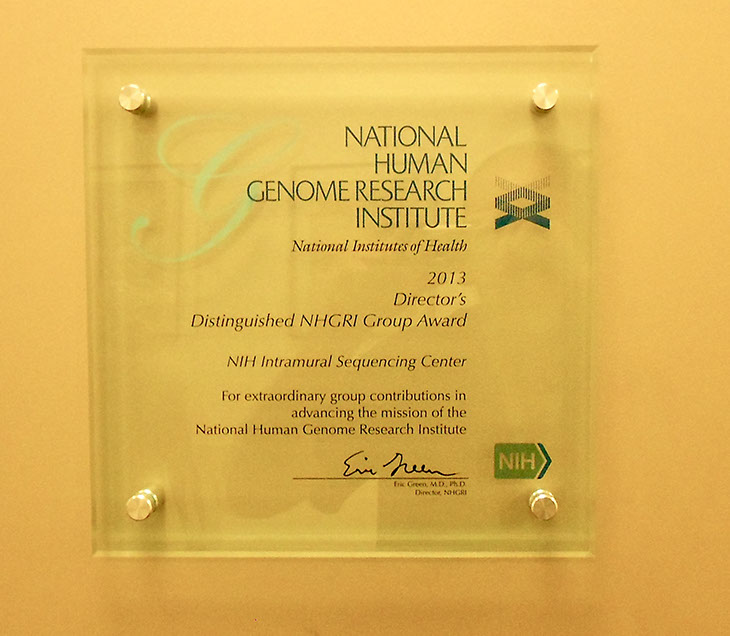 G
NATIONAL
HUMAN
GENOME RESEARCH
INSTITUTE
National Institutes of Health
2013
Director's
Distinguished NHGRI Group Award
NIH Intramural Sequencing Center
For extraordinary group contributions in
advancing the mission of the
National Human Genome Research Institute
Eric Green
Eric Green, M.D., Ph.D.
Director, NHGRI
NIH